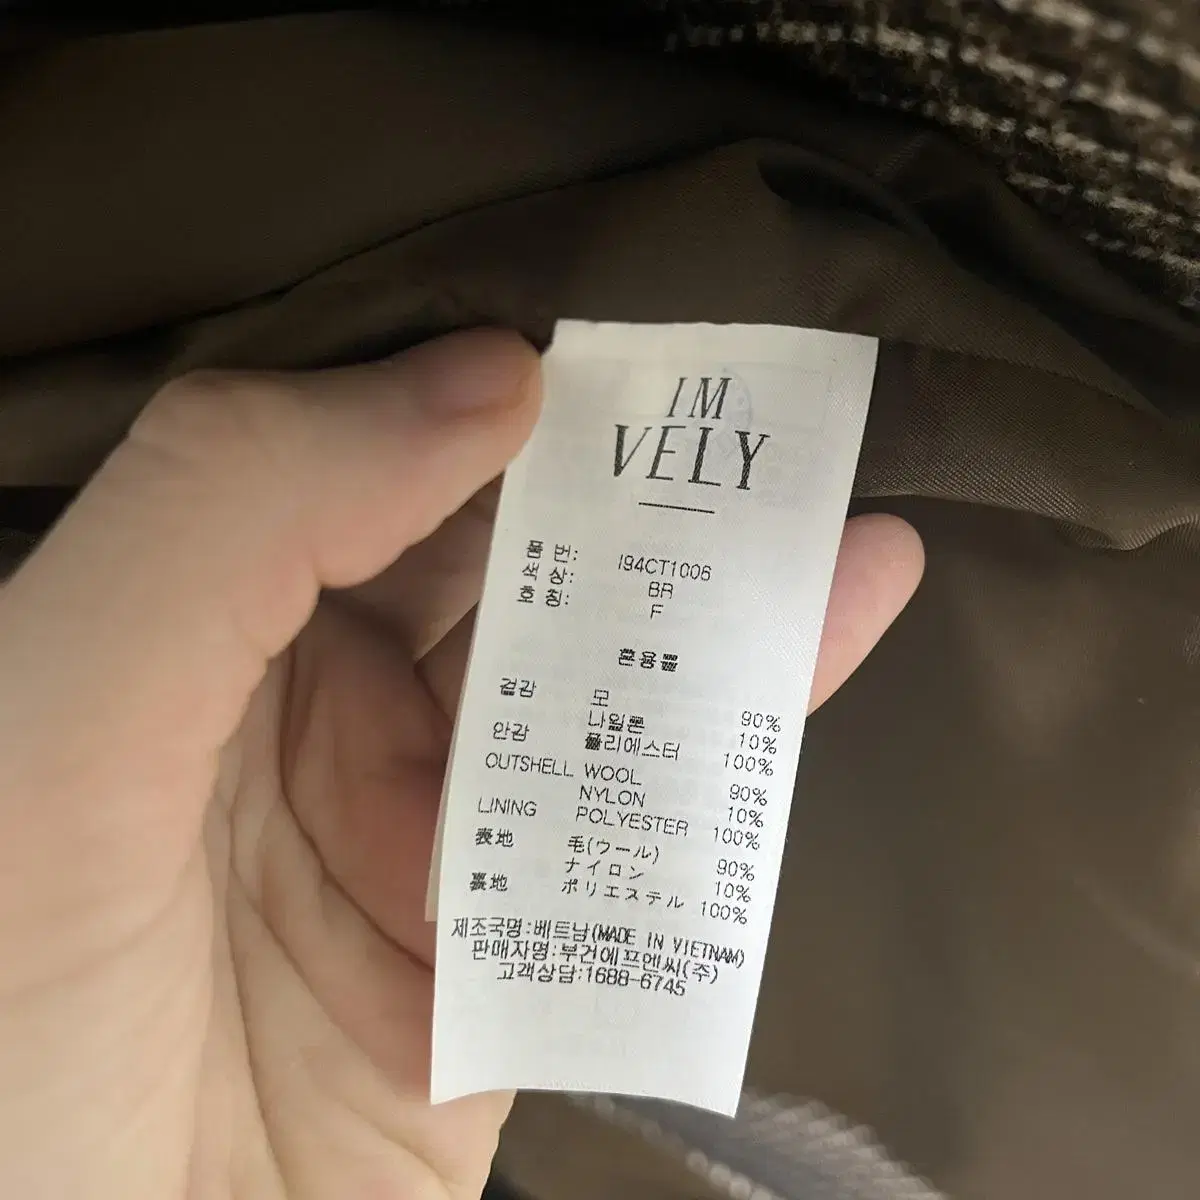 IM
VELY
품 번: I94CT1006
색 상: BR
호 칭: F
혼용률
겉감 모 90%
나일론 10%
안감 폴리에스터 100%
OUTSHELL WOOL 90%
NYLON 10%
LINING POLYESTER 100%
表地 毛(ウール) 90%
ナイロン 10%
裏地 ポリエステル 100%
제조국명:베트남(MADE IN VIETNAM)
판매자명:부건에프엔씨(주)
고객상담:1688-6745